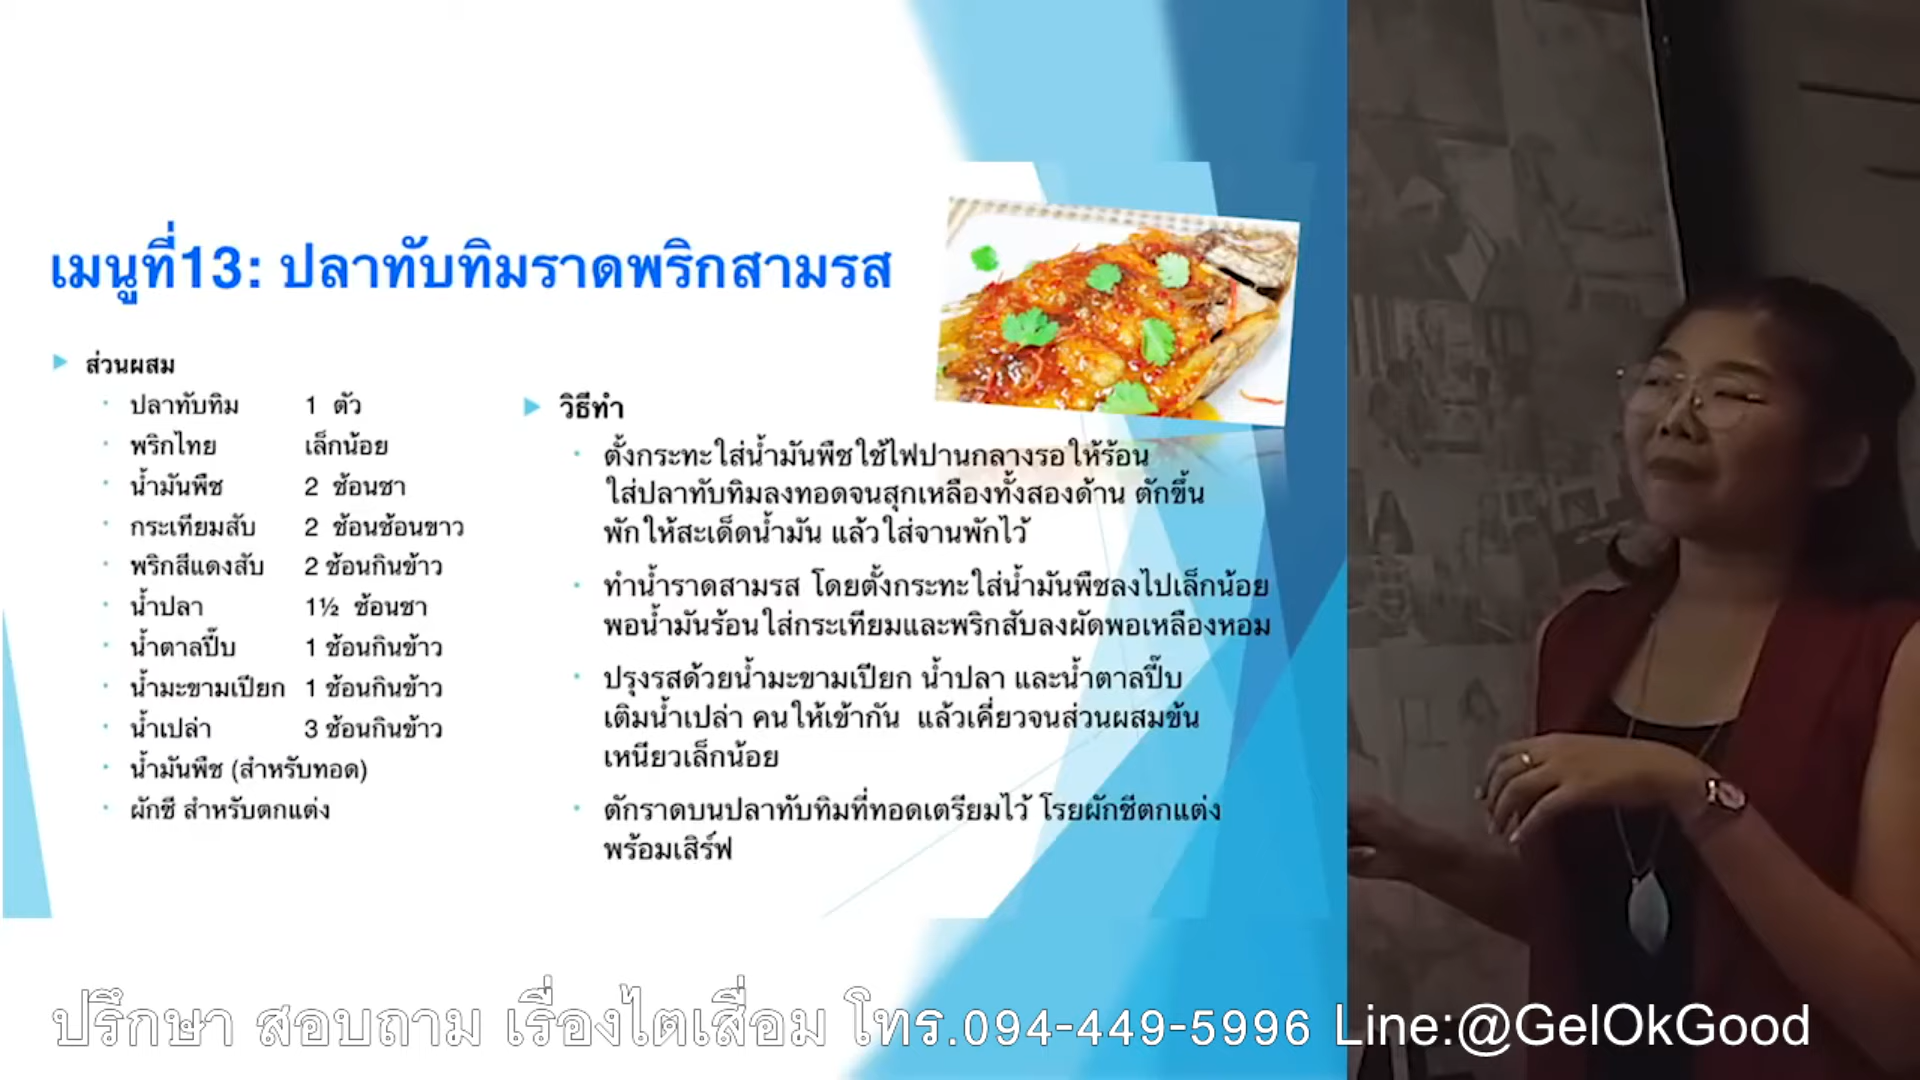 เมนูที่13: ปลาทับทิมราดพริกสามรส
ส่วนผสม
ปลาทับทิม 1 ตัว
พริกไทย เล็กน้อย
น้ำมันพืช 2 ช้อนชา
กระเทียมสับ 2 ช้อนช้อนขาว
พริกสีแดงสับ 2 ช้อนกินข้าว
น้ำปลา 1½ ช้อนชา
น้ำตาลปี๊บ 1 ช้อนกินข้าว
น้ำมะขามเปียก 1 ช้อนกินข้าว
น้ำเปล่า 3 ช้อนกินข้าว
น้ำมันพืช (สำหรับทอด)
ผักชี สำหรับตกแต่ง
วิธีทำ
ตั้งกระทะใส่น้ำมันพืชใช้ไฟปานกลางรอให้ร้อน
ใส่ปลาทับทิมลงทอดจนสุกเหลืองทั้งสองด้าน ตักขึ้น
พักให้สะเด็ดน้ำมัน แล้วใส่จานพักไว้
ทำน้ำราดสามรส โดยตั้งกระทะใส่น้ำมันพืชลงไปเล็กน้อย
พอน้ำมันร้อนใส่กระเทียมและพริกสับลงผัดพอเหลืองหอม
ปรุงรสด้วยน้ำมะขามเปียก น้ำปลา และน้ำตาลปี๊บ
เติมน้ำเปล่า คนให้เข้ากัน แล้วเคี่ยวจนส่วนผสมข้น
เหนียวเล็กน้อย
ตักราดบนปลาทับทิมที่ทอดเตรียมไว้ โรยผักชีตกแต่ง
พร้อมเสิร์ฟ
ปรึกษา สอบถาม เรื่องไตเสื่อม โทร.094-449-5996 Line:@GelOkGood